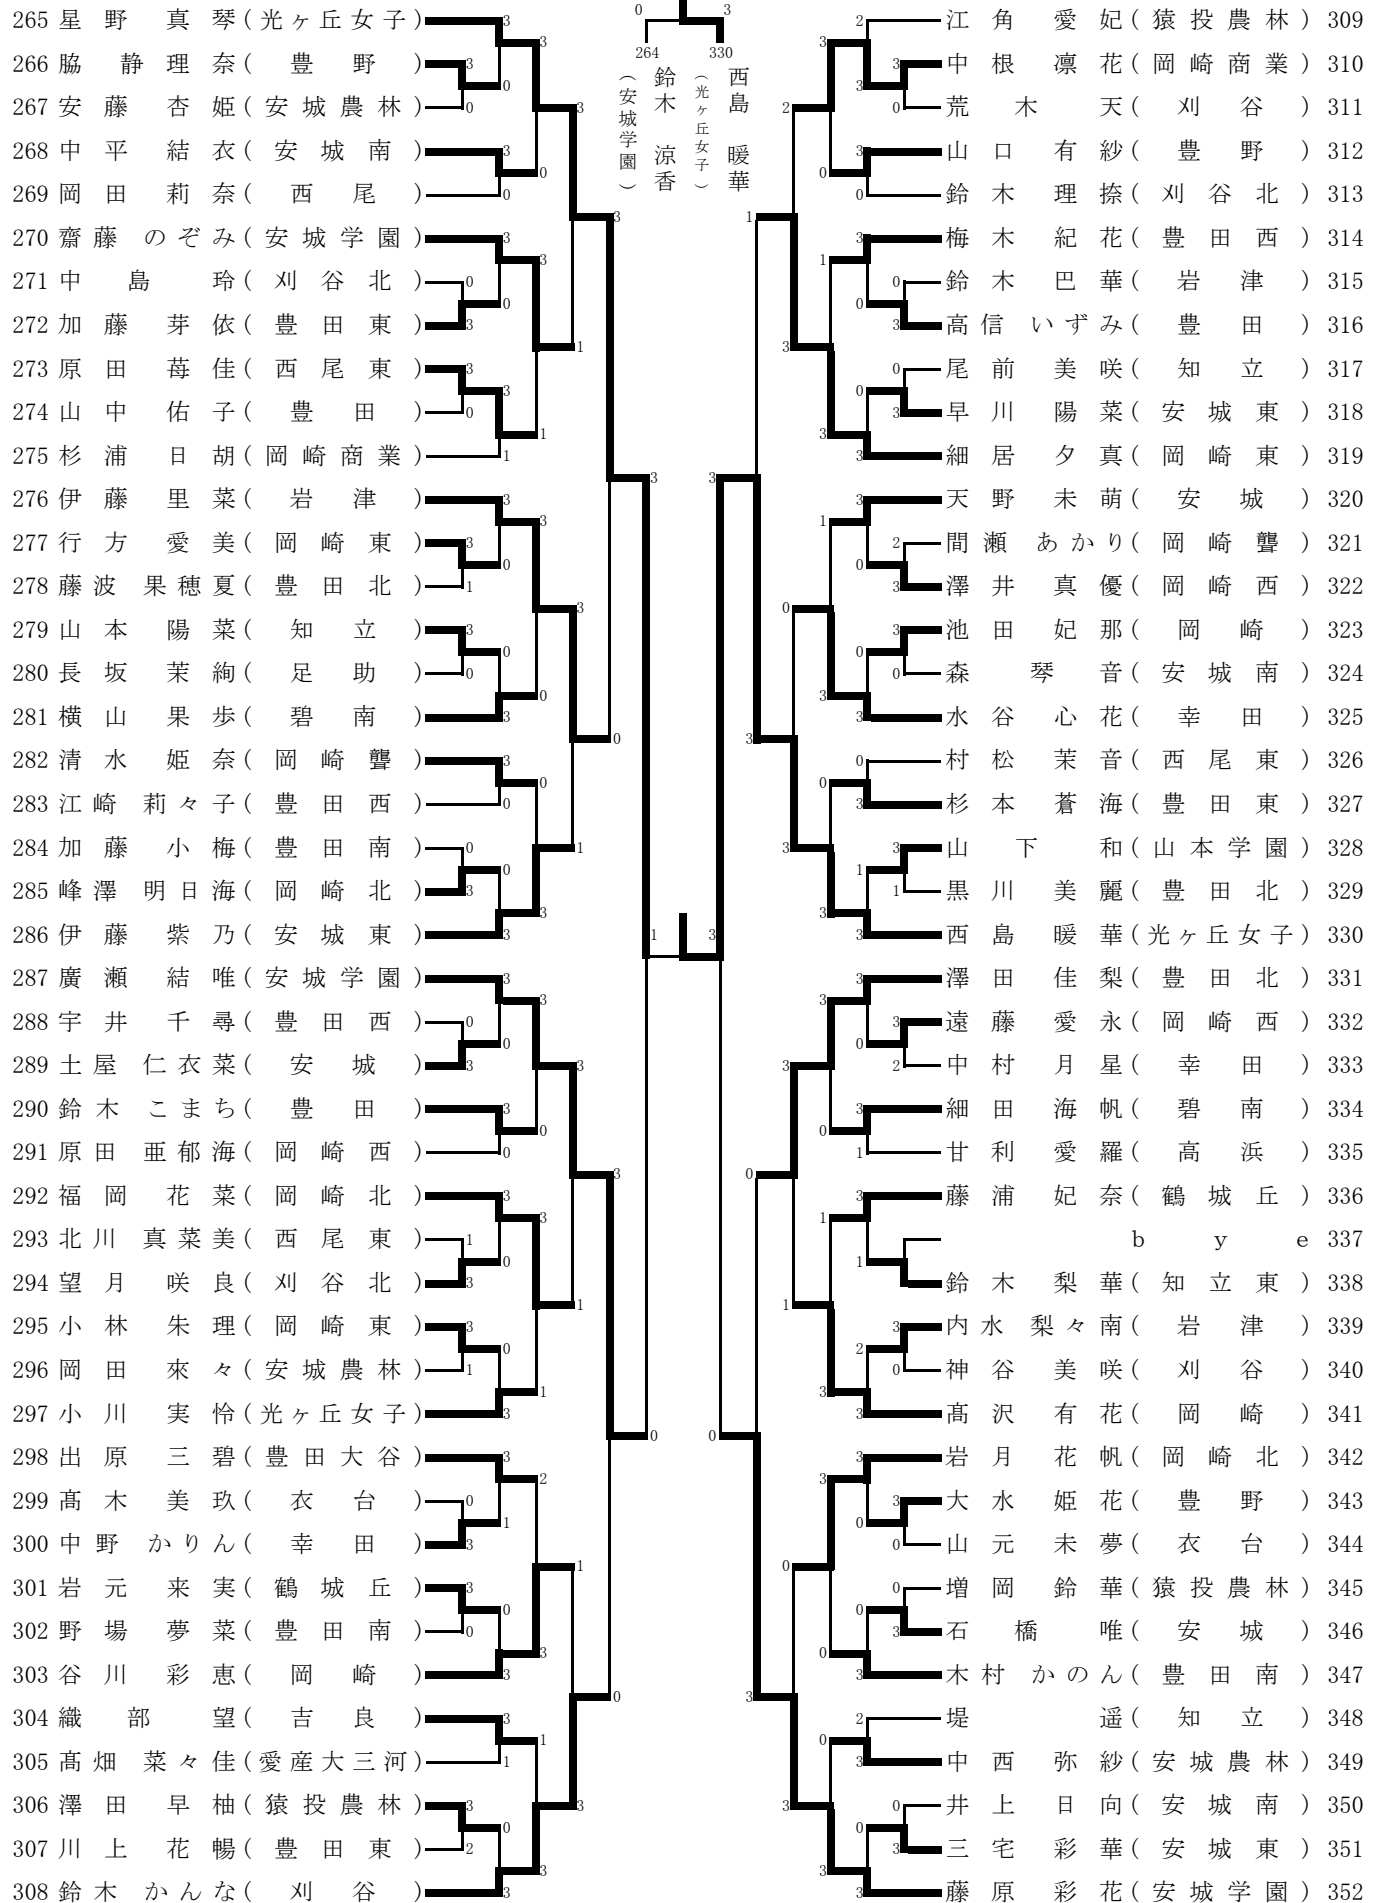 0 3
264 330
鈴木 涼香 (安城学園)
西島 暖華 (光ヶ丘女子)
265 星野 真琴 (光ヶ丘女子)
266 脇 静理奈 (豊野)
267 安藤 杏姫 (安城農林)
268 中平 結衣 (安城南)
269 岡田 莉奈 (西尾)
270 齋藤 のぞみ (安城学園)
271 中島 玲 (刈谷北)
272 加藤 芽依 (豊田東)
273 原田 苺佳 (西尾東)
274 山中 佑子 (豊田)
275 杉浦 日胡 (岡崎商業)
276 伊藤 里菜 (岩津)
277 行方 愛美 (岡崎東)
278 藤波 果穂夏 (豊田北)
279 山本 陽菜 (知立)
280 長坂 茉絢 (足助)
281 横山 果歩 (碧南)
282 清水 姫奈 (岡崎聾)
283 江崎 莉々子 (豊田西)
284 加藤 小梅 (豊田南)
285 峰澤 明日海 (岡崎北)
286 伊藤 紫乃 (安城東)
287 廣瀬 結唯 (安城学園)
288 宇井 千尋 (豊田西)
289 土屋 仁衣菜 (安城)
290 鈴木 こまち (豊田)
291 原田 亜郁海 (岡崎西)
292 福岡 花菜 (岡崎北)
293 北川 真菜美 (西尾東)
294 望月 咲良 (刈谷北)
295 小林 朱理 (岡崎東)
296 岡田 來々 (安城農林)
297 小川 実怜 (光ヶ丘女子)
298 出原 三碧 (豊田大谷)
299 髙木 美玖 (衣台)
300 中野 かりん (幸田)
301 岩元 来実 (鶴城丘)
302 野場 夢菜 (豊田南)
303 谷川 彩恵 (岡崎)
304 織部 望 (吉良)
305 髙畑 菜々佳 (愛産大三河)
306 澤田 早柚 (猿投農林)
307 川上 花暢 (豊田東)
308 鈴木 かんな (刈谷)
江角 愛妃 (猿投農林) 309
中根 凛花 (岡崎商業) 310
荒木 天 (刈谷) 311
山口 有紗 (豊野) 312
鈴木 理捺 (刈谷北) 313
梅木 紀花 (豊田西) 314
鈴木 巴華 (岩津) 315
高信 いずみ (豊田) 316
尾前 美咲 (知立) 317
早川 陽菜 (安城東) 318
細居 夕真 (岡崎東) 319
天野 未萌 (安城) 320
間瀬 あかり (岡崎聾) 321
澤井 真優 (岡崎西) 322
池田 妃那 (岡崎) 323
森 琴音 (安城南) 324
水谷 心花 (幸田) 325
村松 茉音 (西尾東) 326
杉本 蒼海 (豊田東) 327
山下 和 (山本学園) 328
黒川 美麗 (豊田北) 329
西島 暖華 (光ヶ丘女子) 330
澤田 佳梨 (豊田北) 331
遠藤 愛永 (岡崎西) 332
中村 月星 (幸田) 333
細田 海帆 (碧南) 334
甘利 愛羅 (高浜) 335
藤浦 妃奈 (鶴城丘) 336
bye 337
鈴木 梨華 (知立東) 338
内水 梨々南 (岩津) 339
神谷 美咲 (刈谷) 340
髙沢 有花 (岡崎) 341
岩月 花帆 (岡崎北) 342
大水 姫花 (豊野) 343
山元 未夢 (衣台) 344
増岡 鈴華 (猿投農林) 345
石橋 唯 (安城) 346
木村 かのん (豊田南) 347
堤 遥 (知立) 348
中西 弥紗 (安城農林) 349
井上 日向 (安城南) 350
三宅 彩華 (安城東) 351
藤原 彩花 (安城学園) 352